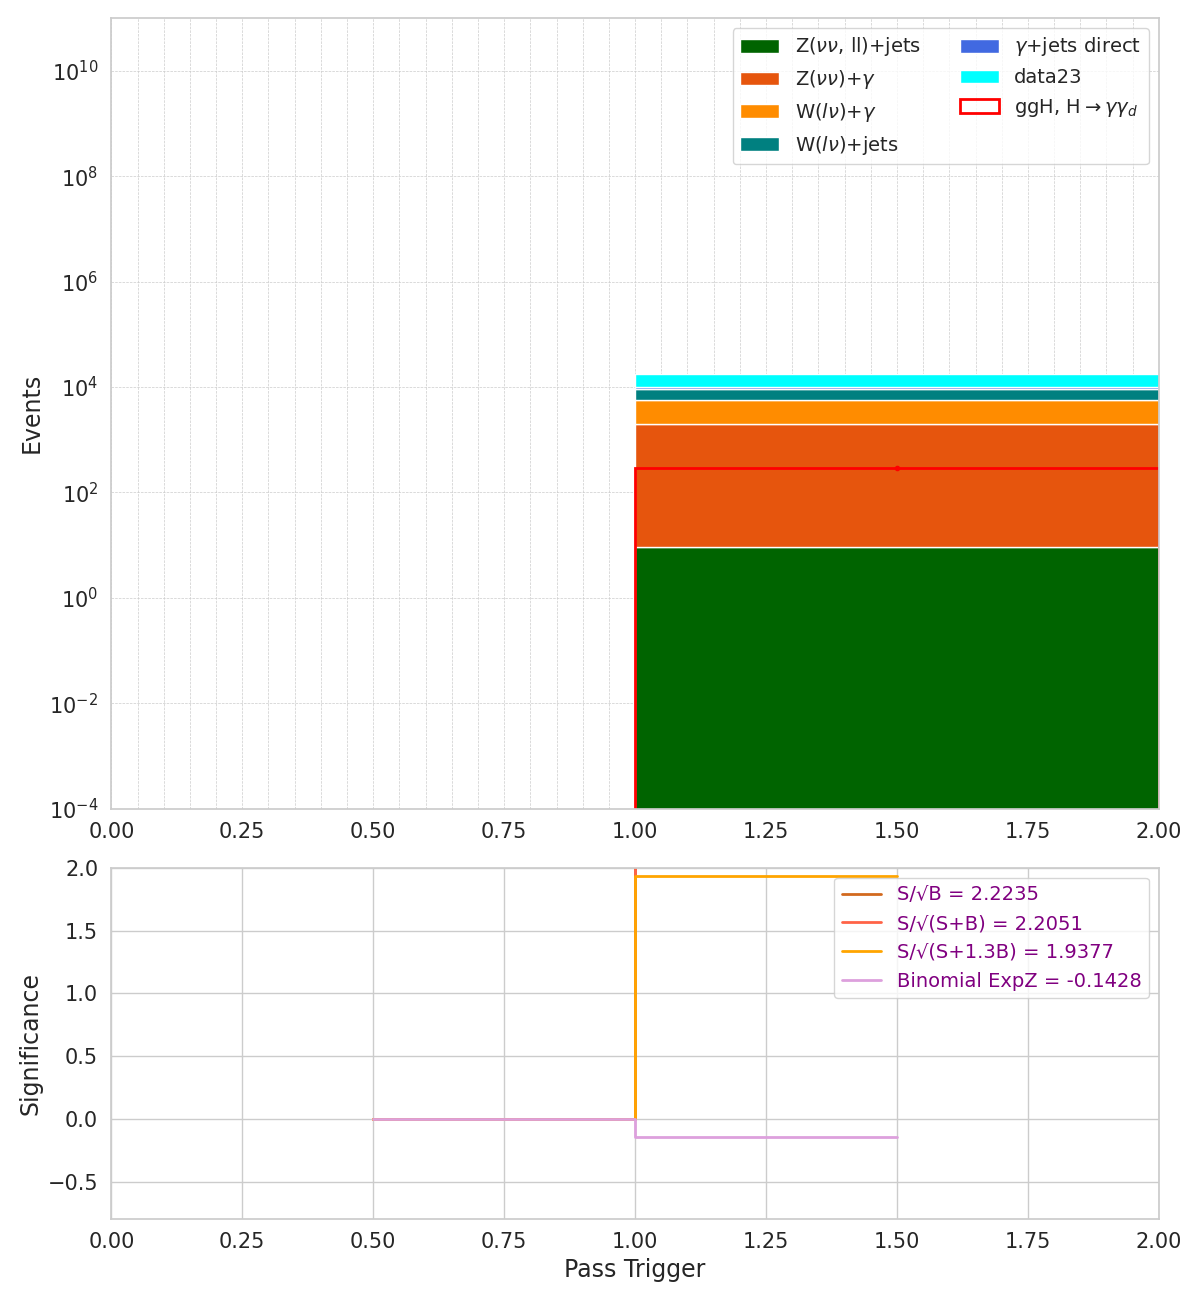 Z(νν, ll)+jets
Z(νν)+γ
W(lν)+γ
W(lν)+jets
γ+jets direct
data23
ggH, H→γγ_d
Events
10^10
10^8
10^6
10^4
10^2
10^0
10^−2
10^−4
0.00 0.25 0.50 0.75 1.00 1.25 1.50 1.75 2.00
S/√B = 2.2235
S/√(S+B) = 2.2051
S/√(S+1.3B) = 1.9377
Binomial ExpZ = -0.1428
Significance
2.0
1.5
1.0
0.5
0.0
−0.5
0.00 0.25 0.50 0.75 1.00 1.25 1.50 1.75 2.00
Pass Trigger